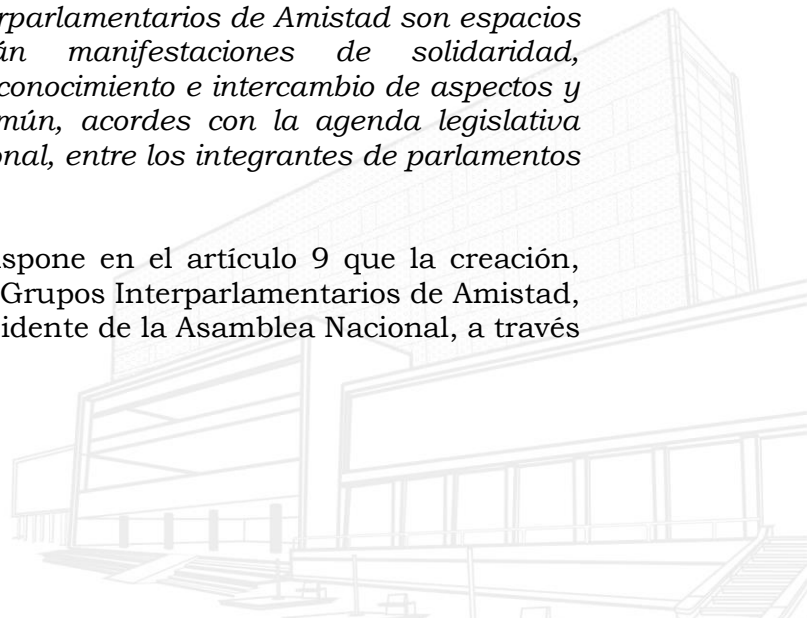 rparlamentarios de Amistad son espacios
án manifestaciones de solidaridad,
conocimiento e intercambio de aspectos y
mún, acordes con la agenda legislativa
onal, entre los integrantes de parlamentos
spone en el artículo 9 que la creación,
Grupos Interparlamentarios de Amistad,
sidente de la Asamblea Nacional, a través